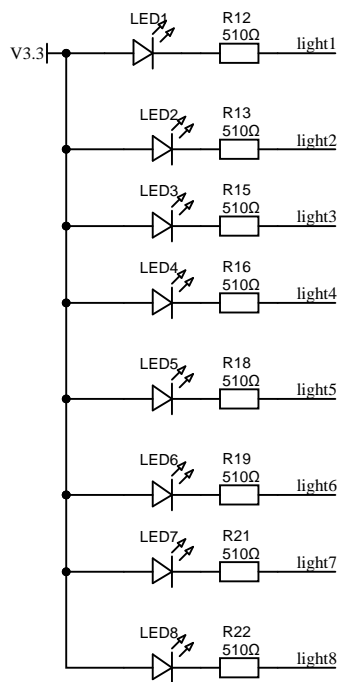 LED1
R12
510Ω
light1
V3.3
LED2
R13
510Ω
light2
LED3
R15
510Ω
light3
LED4
R16
510Ω
light4
LED5
R18
510Ω
light5
LED6
R19
510Ω
light6
LED7
R21
510Ω
light7
LED8
R22
510Ω
light8